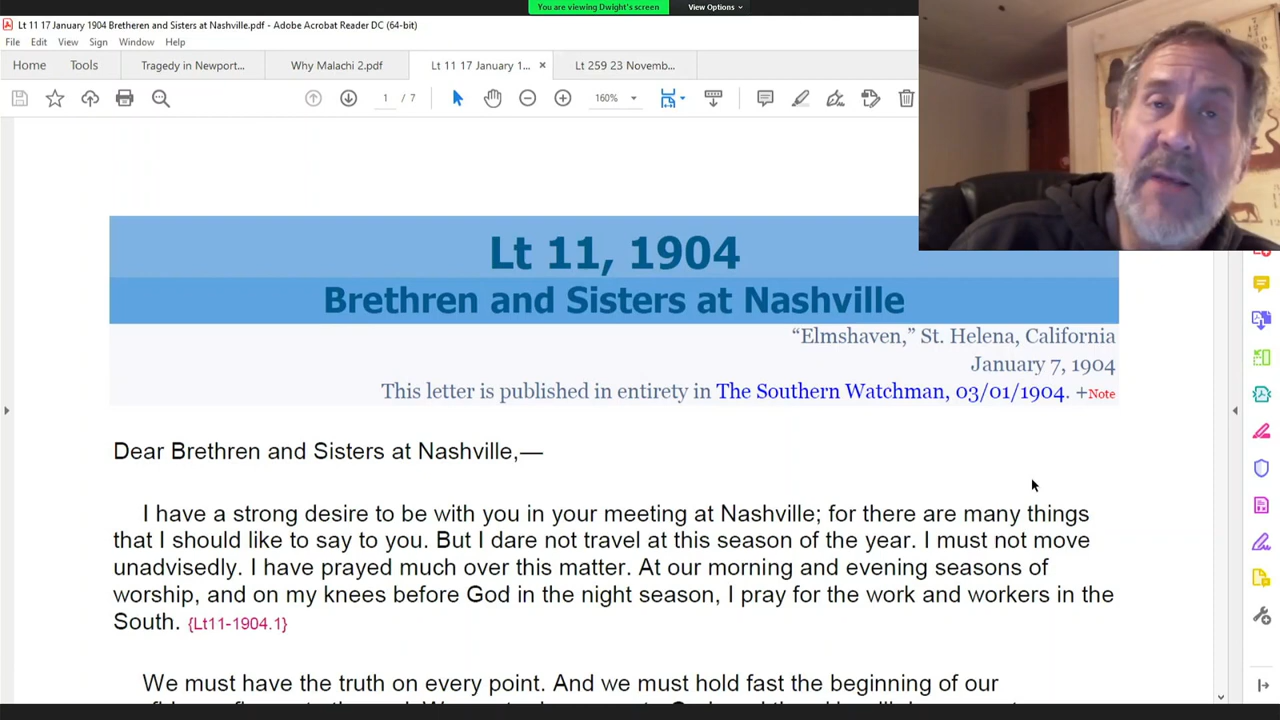 You are viewing Dwight's screen
View Options
Lt 11 17 January 1904 Bretheren and Sisters at Nashville.pdf - Adobe Acrobat Reader DC (64-bit)
File Edit View Sign Window Help
Home Tools Tragedy in Newport... Why Malachi 2.pdf Lt 11 17 January 1... × Lt 259 23 Novemb...
1 / 7 160%
Lt 11, 1904
Brethren and Sisters at Nashville
“Elmshaven,” St. Helena, California
January 7, 1904
This letter is published in entirety in The Southern Watchman, 03/01/1904. +Note
Dear Brethren and Sisters at Nashville,—
I have a strong desire to be with you in your meeting at Nashville; for there are many things
that I should like to say to you. But I dare not travel at this season of the year. I must not move
unadvisedly. I have prayed much over this matter. At our morning and evening seasons of
worship, and on my knees before God in the night season, I pray for the work and workers in the
South. {Lt11-1904.1}
We must have the truth on every point. And we must hold fast the beginning of our